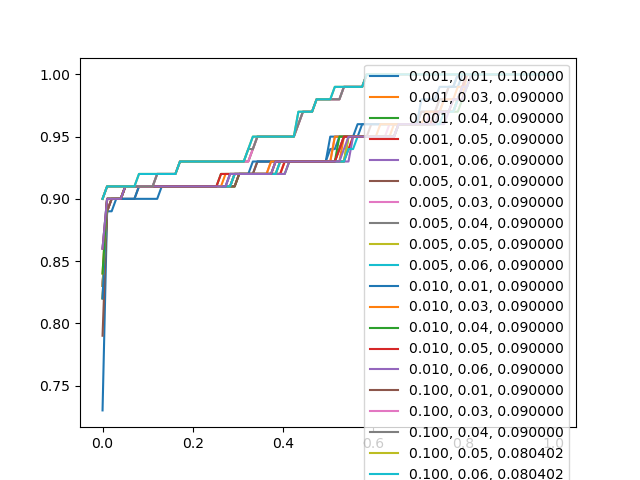 1.00
0.95
0.90
0.85
0.80
0.75
0.0
0.2
0.4
0.6
0.8
1.0
0.001, 0.01, 0.100000
0.001, 0.03, 0.090000
0.001, 0.04, 0.090000
0.001, 0.05, 0.090000
0.001, 0.06, 0.090000
0.005, 0.01, 0.090000
0.005, 0.03, 0.090000
0.005, 0.04, 0.090000
0.005, 0.05, 0.090000
0.005, 0.06, 0.090000
0.010, 0.01, 0.090000
0.010, 0.03, 0.090000
0.010, 0.04, 0.090000
0.010, 0.05, 0.090000
0.010, 0.06, 0.090000
0.100, 0.01, 0.090000
0.100, 0.03, 0.090000
0.100, 0.04, 0.090000
0.100, 0.05, 0.080402
0.100, 0.06, 0.080402